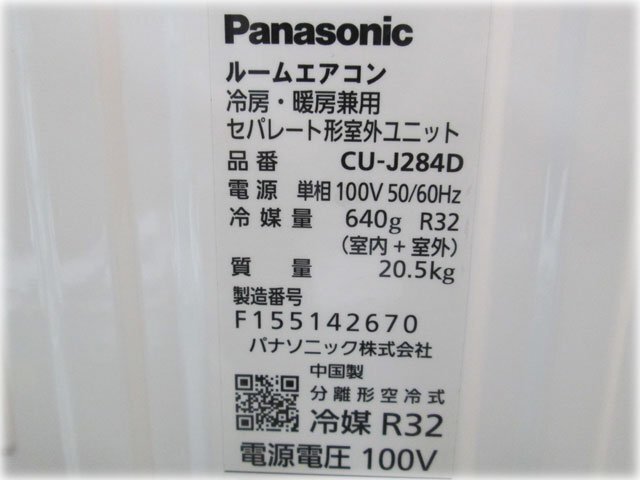 Panasonic
ルームエアコン
冷房・暖房兼用
セパレート形室外ユニット
品番 CU-J284D
電源 単相100V 50/60Hz
冷媒量 640g R32
(室内+室外)
質量 20.5kg
製造番号
F155142670
パナソニック株式会社
中国製
分離形空冷式
冷媒 R32
電源電圧 100V